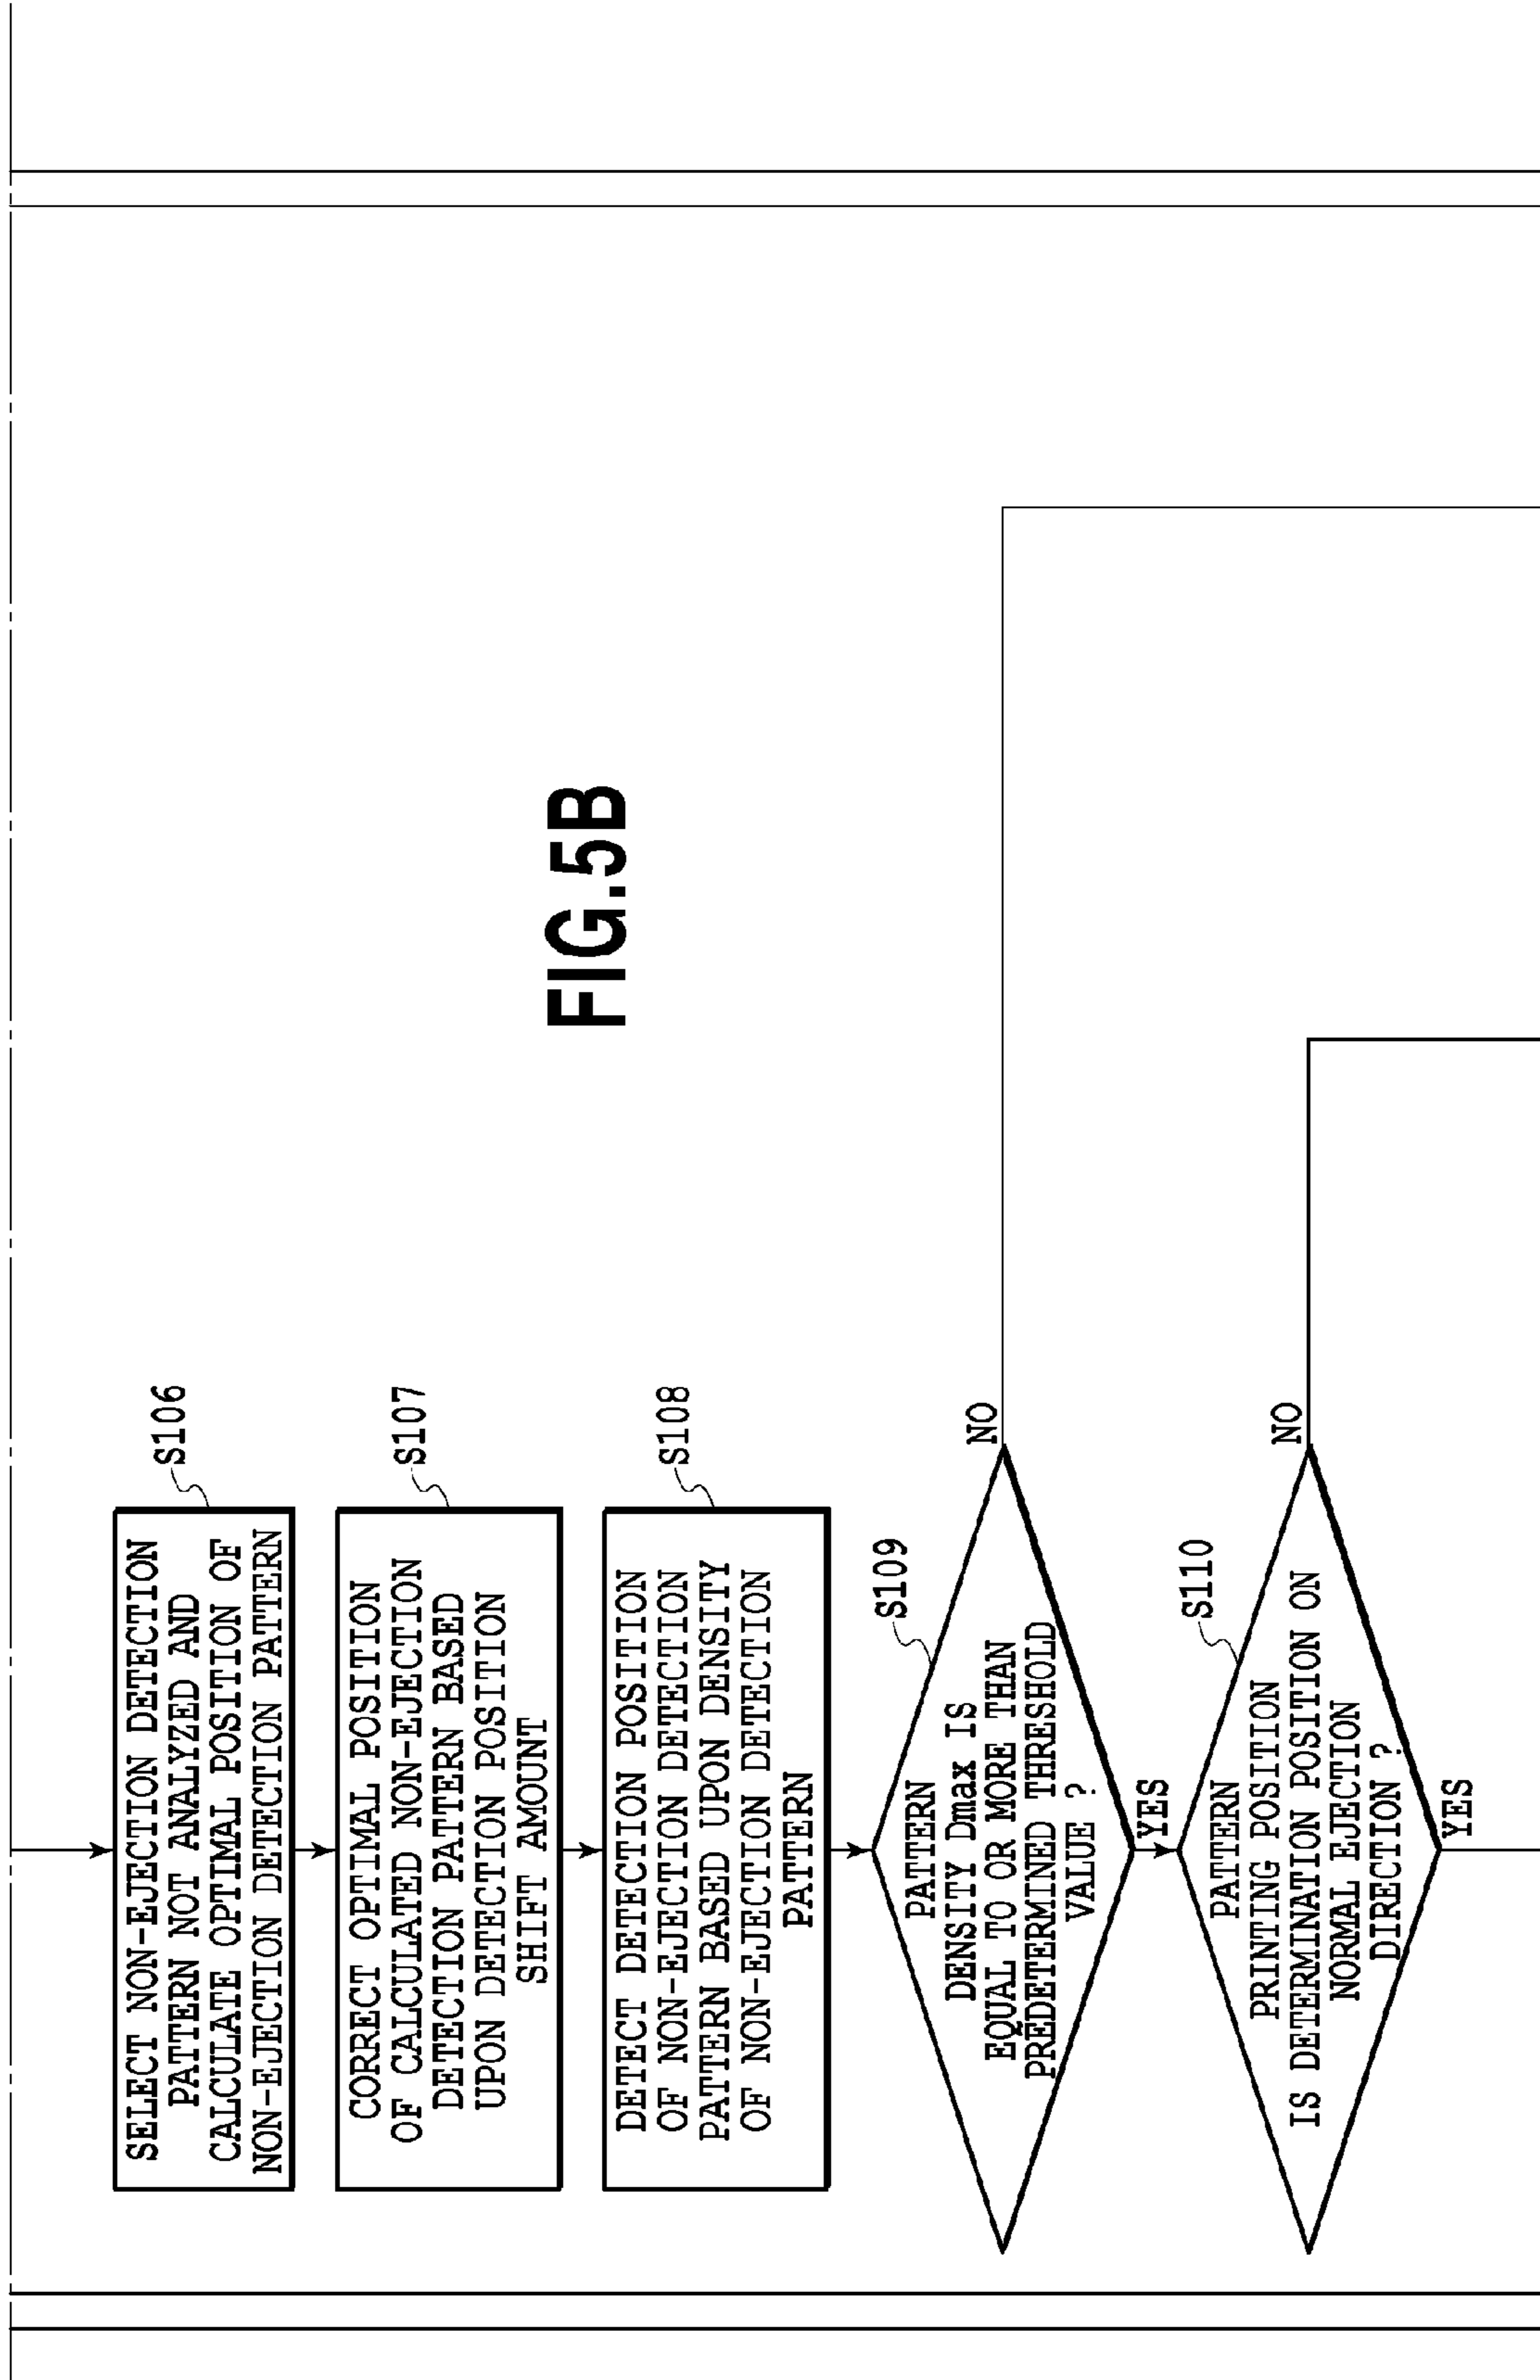 S106
SELECT NON-EJECTION DETECTION
PATTERN NOT ANALYZED AND
CALCULATE OPTIMAL POSITION OF
NON-EJECTION DETECTION PATTERN
S107
CORRECT OPTIMAL POSITION
OF CALCULATED NON-EJECTION
DETECTION PATTERN BASED
UPON DETECTION POSITION
SHIFT AMOUNT
S108
DETECT DETECTION POSITION
OF NON-EJECTION DETECTION
PATTERN BASED UPON DENSITY
OF NON-EJECTION DETECTION
PATTERN
FIG.5B
S109
PATTERN
DENSITY Dmax IS
EQUAL TO OR MORE THAN
PREDETERMINED THRESHOLD
VALUE ?
NO
YES
S110
PATTERN
PRINTING POSITION
IS DETERMINATION POSITION ON
NORMAL EJECTION
DIRECTION ?
NO
YES